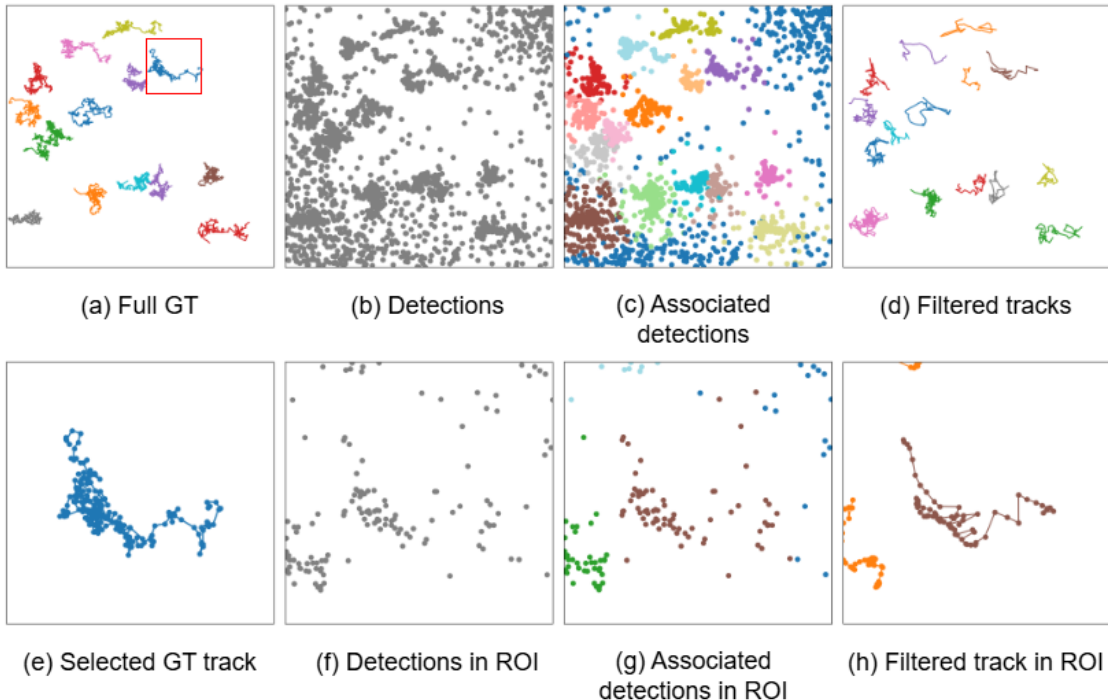 (a) Full GT
(b) Detections
(c) Associated
detections
(d) Filtered tracks
(e) Selected GT track
(f) Detections in ROI
(g) Associated
detections in ROI
(h) Filtered track in ROI